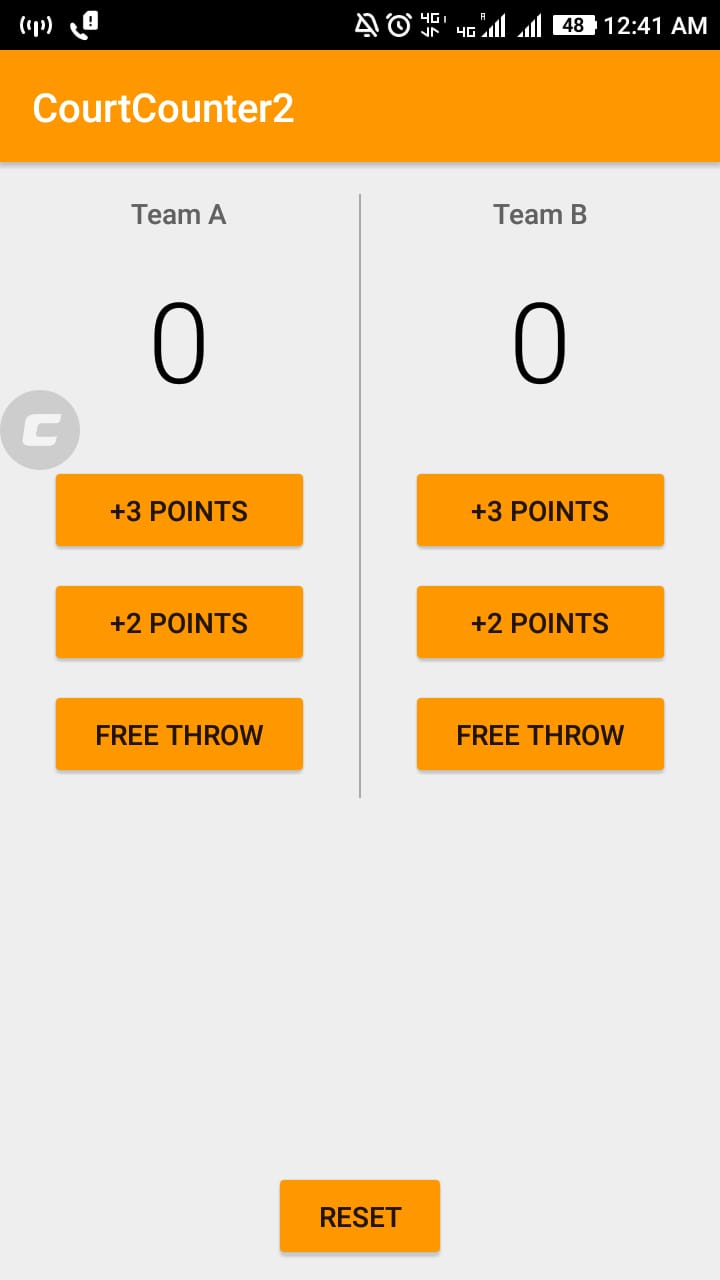 4G 4G R 48 12:41 AM
CourtCounter2
Team A
Team B
0
0
C
+3 POINTS
+3 POINTS
+2 POINTS
+2 POINTS
FREE THROW
FREE THROW
RESET